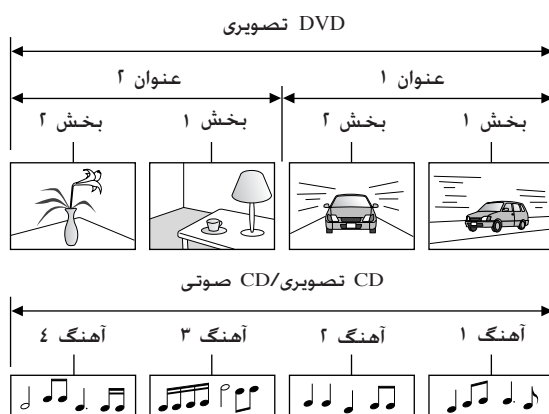 DVD تصویری
عنوان ۱ عنوان ۲
بخش ۱ بخش ۲ بخش ۱ بخش ۲
CD تصویری/CD صوتی
آهنگ ۱ آهنگ ۲ آهنگ ۳ آهنگ ٤